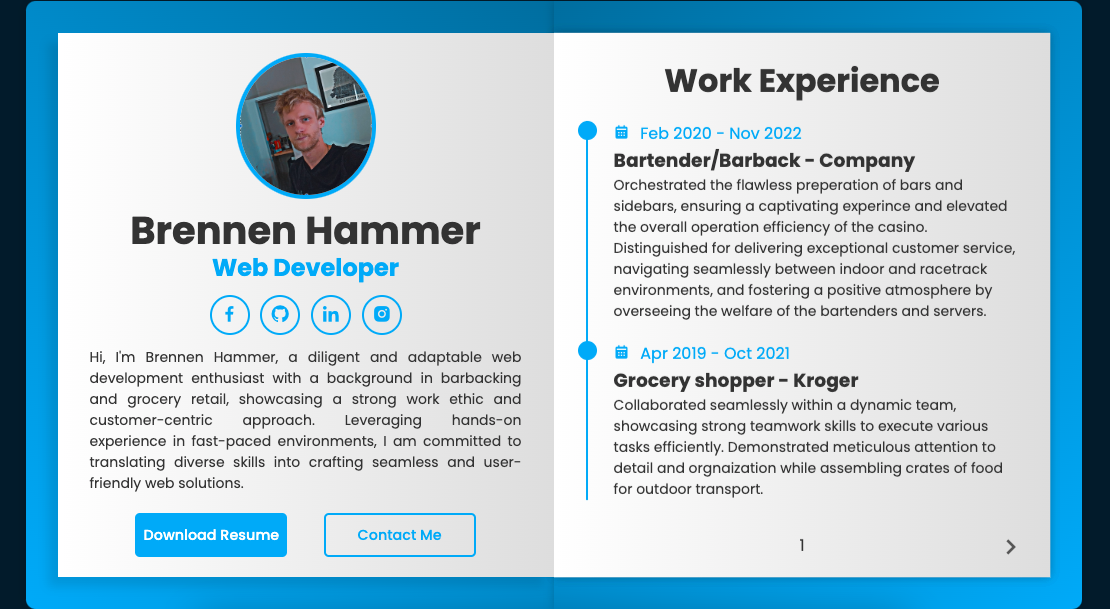 Brennen Hammer
Web Developer
Hi, I'm Brennen Hammer, a diligent and adaptable web
development enthusiast with a background in barbacking
and grocery retail, showcasing a strong work ethic and
customer-centric approach. Leveraging hands-on
experience in fast-paced environments, I am committed to
translating diverse skills into crafting seamless and user-
friendly web solutions.
Download Resume
Contact Me
Work Experience
Feb 2020 - Nov 2022
Bartender/Barback - Company
Orchestrated the flawless preperation of bars and
sidebars, ensuring a captivating experince and elevated
the overall operation efficiency of the casino.
Distinguished for delivering exceptional customer service,
navigating seamlessly between indoor and racetrack
environments, and fostering a positive atmosphere by
overseeing the welfare of the bartenders and servers.
Apr 2019 - Oct 2021
Grocery shopper - Kroger
Collaborated seamlessly within a dynamic team,
showcasing strong teamwork skills to execute various
tasks efficiently. Demonstrated meticulous attention to
detail and orgnaization while assembling crates of food
for outdoor transport.
1